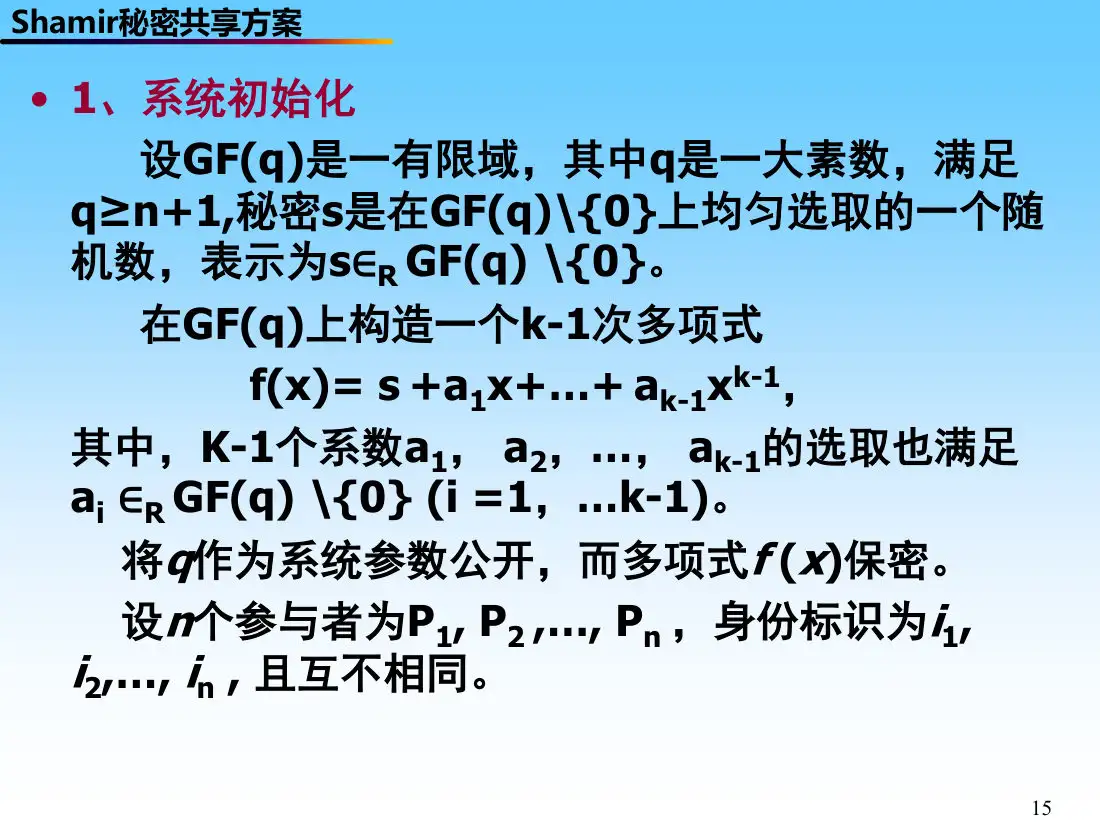 Shamir秘密共享方案
• 1、系统初始化
设GF(q)是一有限域，其中q是一大素数，满足
q≥n+1,秘密s是在GF(q)\{0}上均匀选取的一个随
机数，表示为s∈R GF(q) \{0}。
在GF(q)上构造一个k-1次多项式
f(x)= s +a1x+…+ ak-1xk-1，
其中，K-1个系数a1， a2，…， ak-1的选取也满足
ai ∈R GF(q) \{0} (i =1，…k-1)。
将q作为系统参数公开，而多项式f (x)保密。
设n个参与者为P1, P2 ,…, Pn ，身份标识为i1,
i2,…, in , 且互不相同。
15